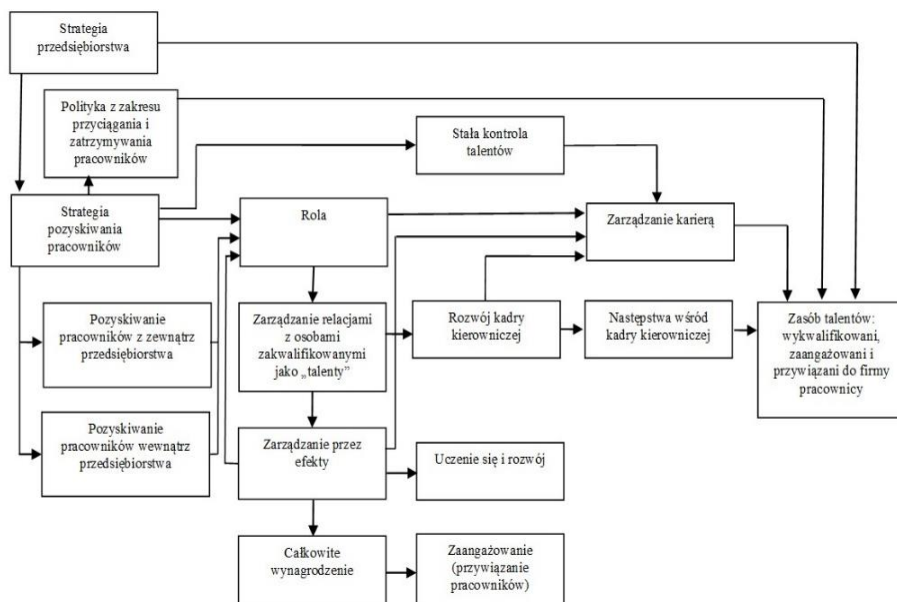 Strategia
przedsiębiorstwa
Polityka z zakresu
przyciągania i
zatrzymywania
pracowników
Stała kontrola
talentów
Strategia
pozyskiwania
pracowników
Rola
Zarządzanie karierą
Pozyskiwanie
pracowników z zewnątrz
przedsiębiorstwa
Zarządzanie relacjami
z osobami
zakwalifikowanymi
jako „talenty”
Rozwój kadry
kierowniczej
Następstwa wśród
kadry kierowniczej
Zasób talentów:
wykwalifikowani,
zaangażowani i
przywiązani do firmy
pracownicy
Pozyskiwanie
pracowników wewnątrz
przedsiębiorstwa
Zarządzanie przez
efekty
Uczenie się i rozwój
Całkowite
wynagrodzenie
Zaangażowanie
(przywiązanie
pracowników)